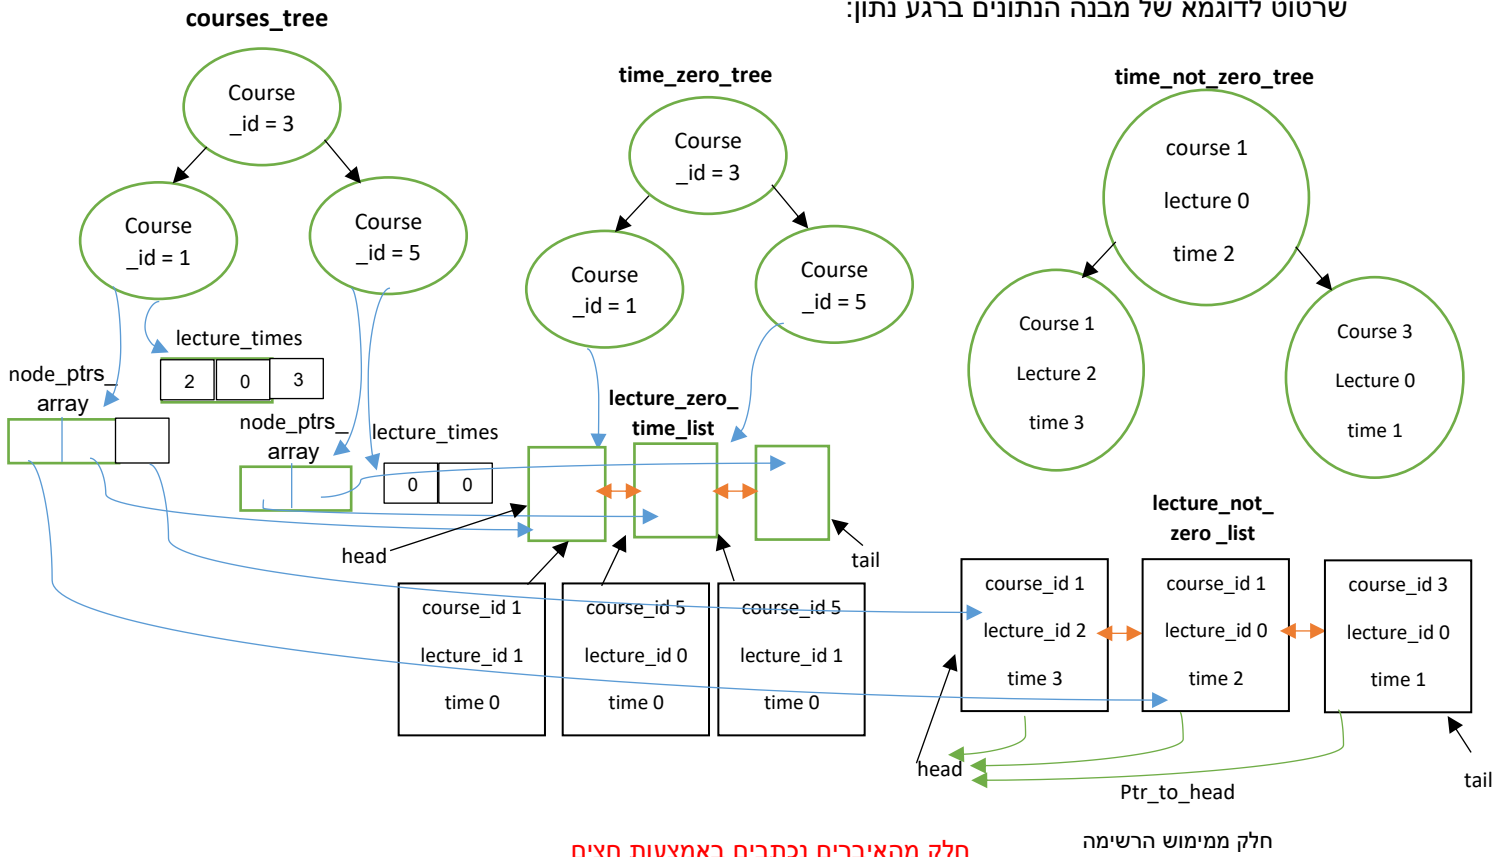 שרטוט לדוגמא של מבנה הנתונים ברגע נתון:
courses_tree
Course
_id = 3
Course
_id = 1
Course
_id = 5
lecture_times
2 0 3
node_ptrs_
array
node_ptrs_
array
lecture_times
0 0
time_zero_tree
Course
_id = 3
Course
_id = 1
Course
_id = 5
lecture_zero_
time_list
head
tail
course_id 1
lecture_id 1
time 0
course_id 5
lecture_id 0
time 0
course_id 5
lecture_id 1
time 0
time_not_zero_tree
course 1
lecture 0
time 2
Course 1
Lecture 2
time 3
Course 3
Lecture 0
time 1
lecture_not_
zero _list
course_id 1
lecture_id 2
time 3
course_id 1
lecture_id 0
time 2
course_id 3
lecture_id 0
time 1
head
tail
Ptr_to_head
חלק ממימוש הרשימה
חלק מהאיברים נכתבים באמצעות חצים